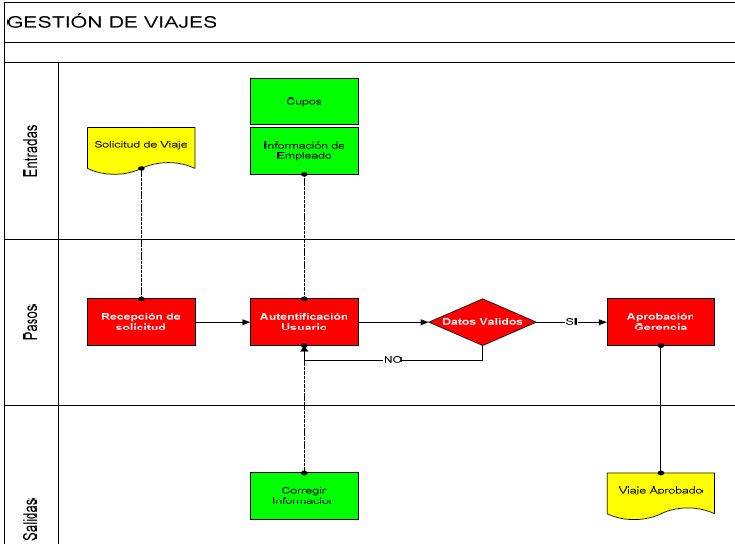 GESTIÓN DE VIAJES
Entradas
Cupos
Solicitud de Viaje
Información de
Empleado
Pasos
Recepción de
solicitud
Autentificación
Usuario
Datos Validos
SI
Aprobación
Gerencia
NO
Salidas
Corregir
Informacion
Viaje Aprobado